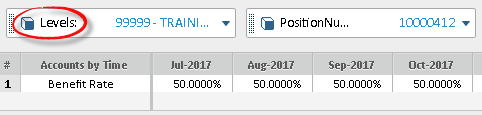 Levels: 99999 - TRAINI... PositionNu... 10000412
# Accounts by Time Jul-2017 Aug-2017 Sep-2017 Oct-2017
1 Benefit Rate 50.0000% 50.0000% 50.0000% 50.0000%